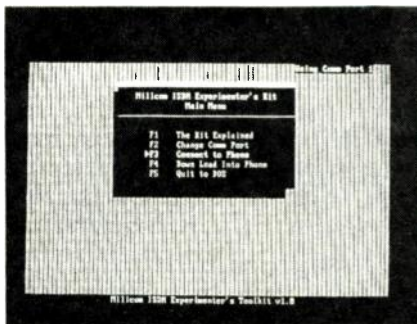 Using Comm Port
Millcom ISDN Experimenter's Kit
Main Menu
F1 The Kit Explained
F2 Change Comm Port
F3 Connect to Phone
F4 Down Load Into Phone
F5 Quit to DOS
Millcom ISDN Experimenter's Toolkit v1.0